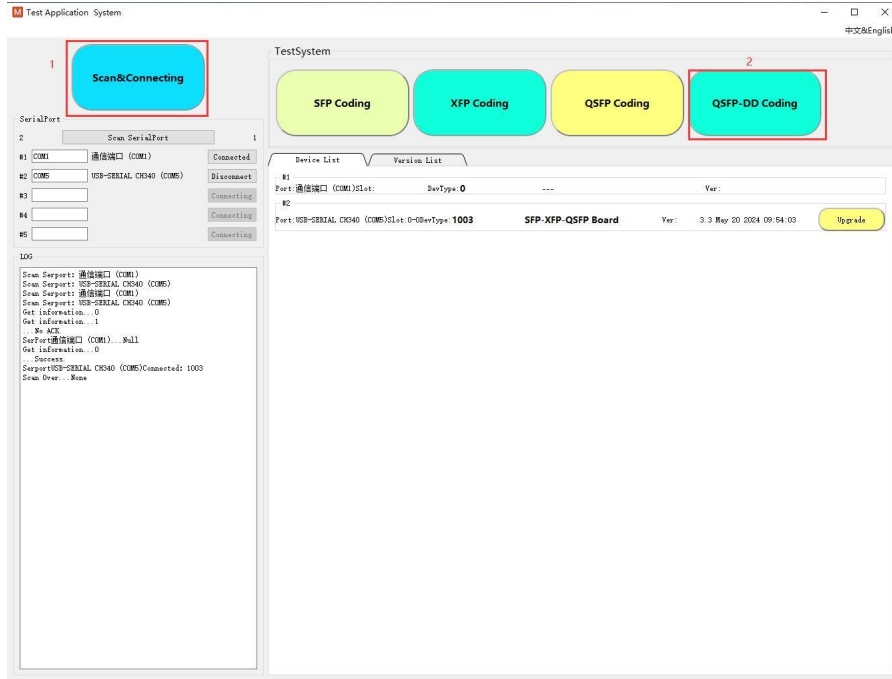 M Test Application System
中文&English
1
Scan&Connecting
TestSystem
2
SFP Coding
XFP Coding
QSFP Coding
QSFP-DD Coding
SerialPort
2 Scan SerialPort 1
#1 COM1 通信端口 (COM1) Connected
#2 COM5 USB-SERIAL CH340 (COM5) Disconnect
#3 Connecting
#4 Connecting
#5 Connecting
Device List Version List
#1
Port:通信端口 (COM1)Slot: DevType:0 --- Ver:
#2
Port:USB-SERIAL CH340 (COM5)Slot:0-0DevType:1003 SFP-XFP-QSFP Board Ver: 3.3 May 20 2024 09:54:03 Upgrade
LOG
Scan Serport: 通信端口 (COM1)
Scan Serport: USB-SERIAL CH340 (COM5)
Scan Serport: 通信端口 (COM1)
Scan Serport: USB-SERIAL CH340 (COM5)
Get information...0
Get information...1
...No ACK
SerPort通信端口 (COM1)...Null
Get information...0
...Success
SerportUSB-SERIAL CH340 (COM5)Connected: 1003
Scan Over...None